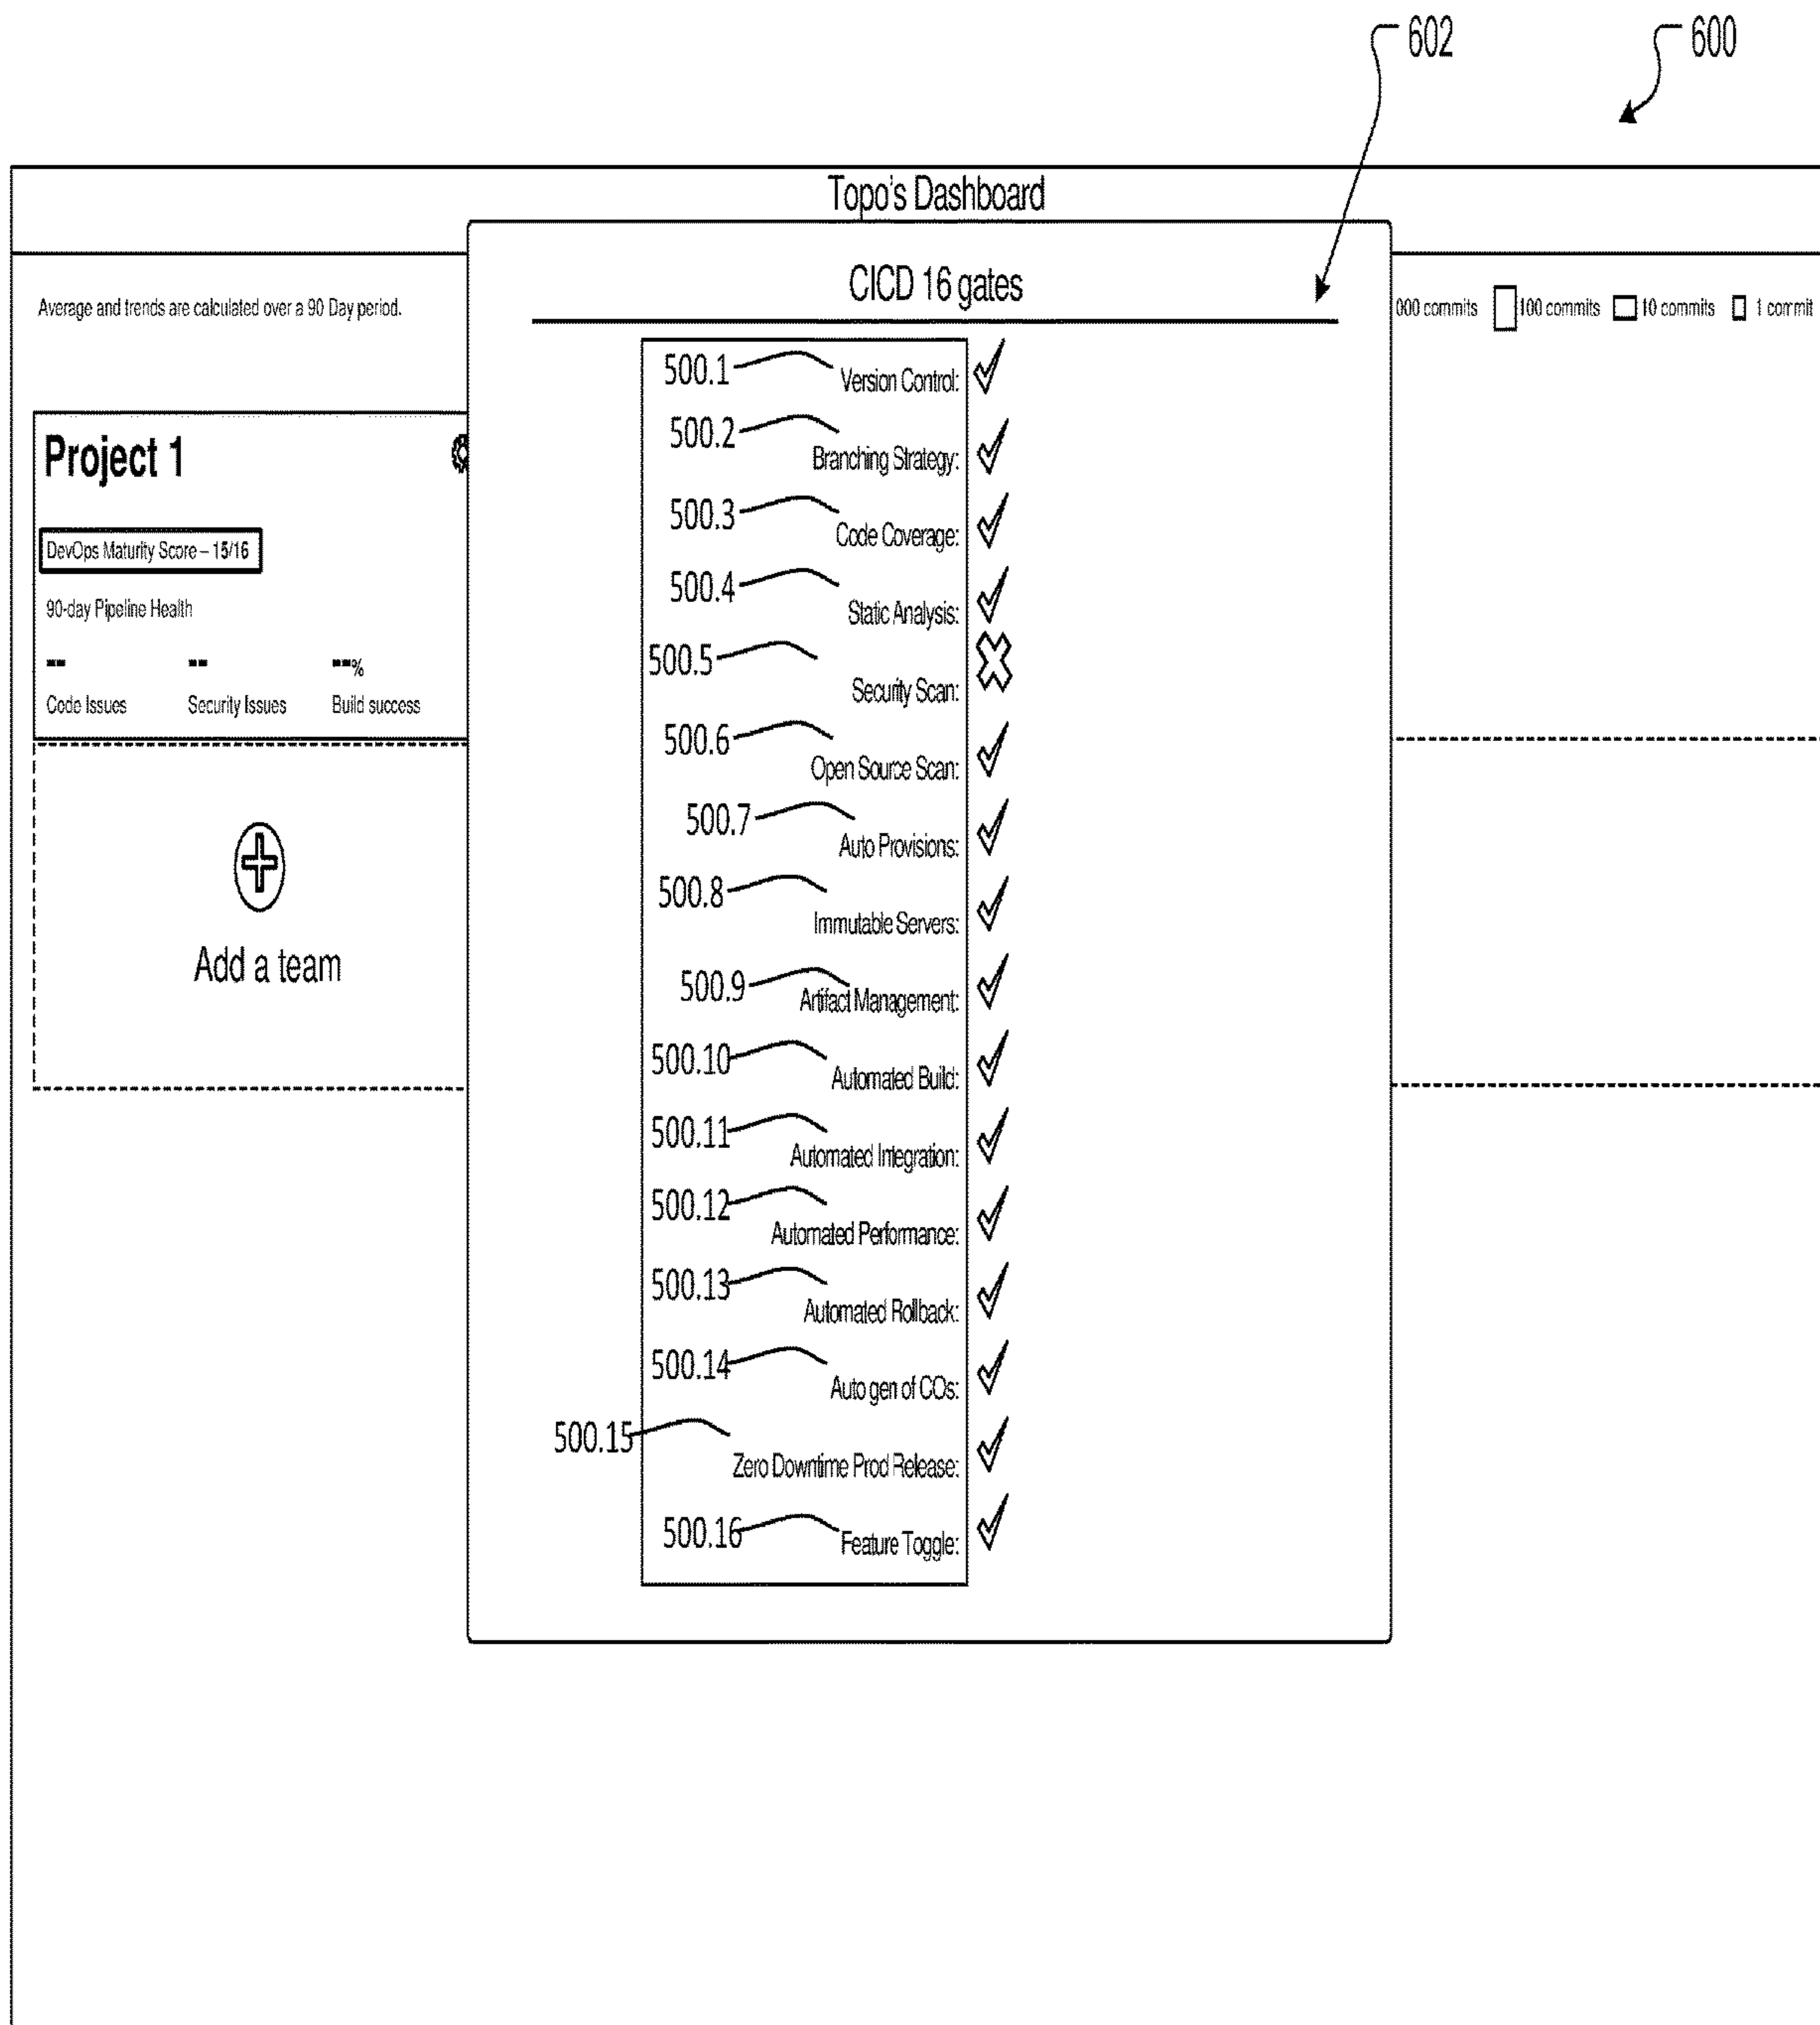 602
600
Topo's Dashboard
CICD 16 gates
Average and trends are calculated over a 90 Day period.
000 commits 100 commits 10 commits 1 commit
Project 1
DevOps Maturity Score – 15/16
90-day Pipeline Health
-- -- --%
Code Issues Security Issues Build success
Add a team
500.1 Version Control:
500.2 Branching Strategy:
500.3 Code Coverage:
500.4 Static Analysis:
500.5 Security Scan:
500.6 Open Source Scan:
500.7 Auto Provisions:
500.8 Immutable Servers:
500.9 Artifact Management:
500.10 Automated Build:
500.11 Automated Integration:
500.12 Automated Performance:
500.13 Automated Rollback:
500.14 Auto gen of COs:
500.15 Zero Downtime Prod Release:
500.16 Feature Toggle: